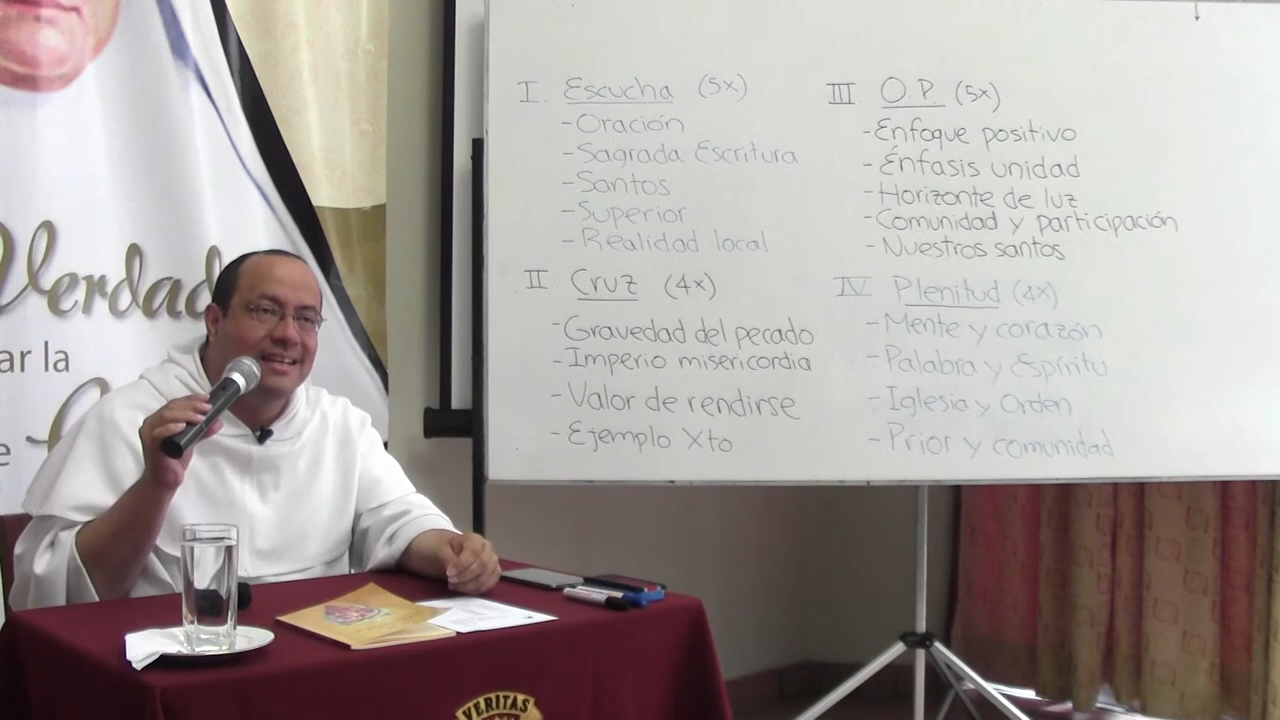 I. Escucha (5x)
-Oración
-Sagrada Escritura
-Santos
-Superior
-Realidad local
II Cruz (4x)
-Gravedad del pecado
-Imperio misericordia
-Valor de rendirse
-Ejemplo Xto
III. O.P. (5x)
-Enfoque positivo
-Énfasis unidad
-Horizonte de luz
-Comunidad y participación
-Nuestros santos
IV Plenitud (4x)
-Mente y corazón
-Palabra y Espíritu
-Iglesia y Orden
-Prior y comunidad
Verdad
ar la
e
VERITAS